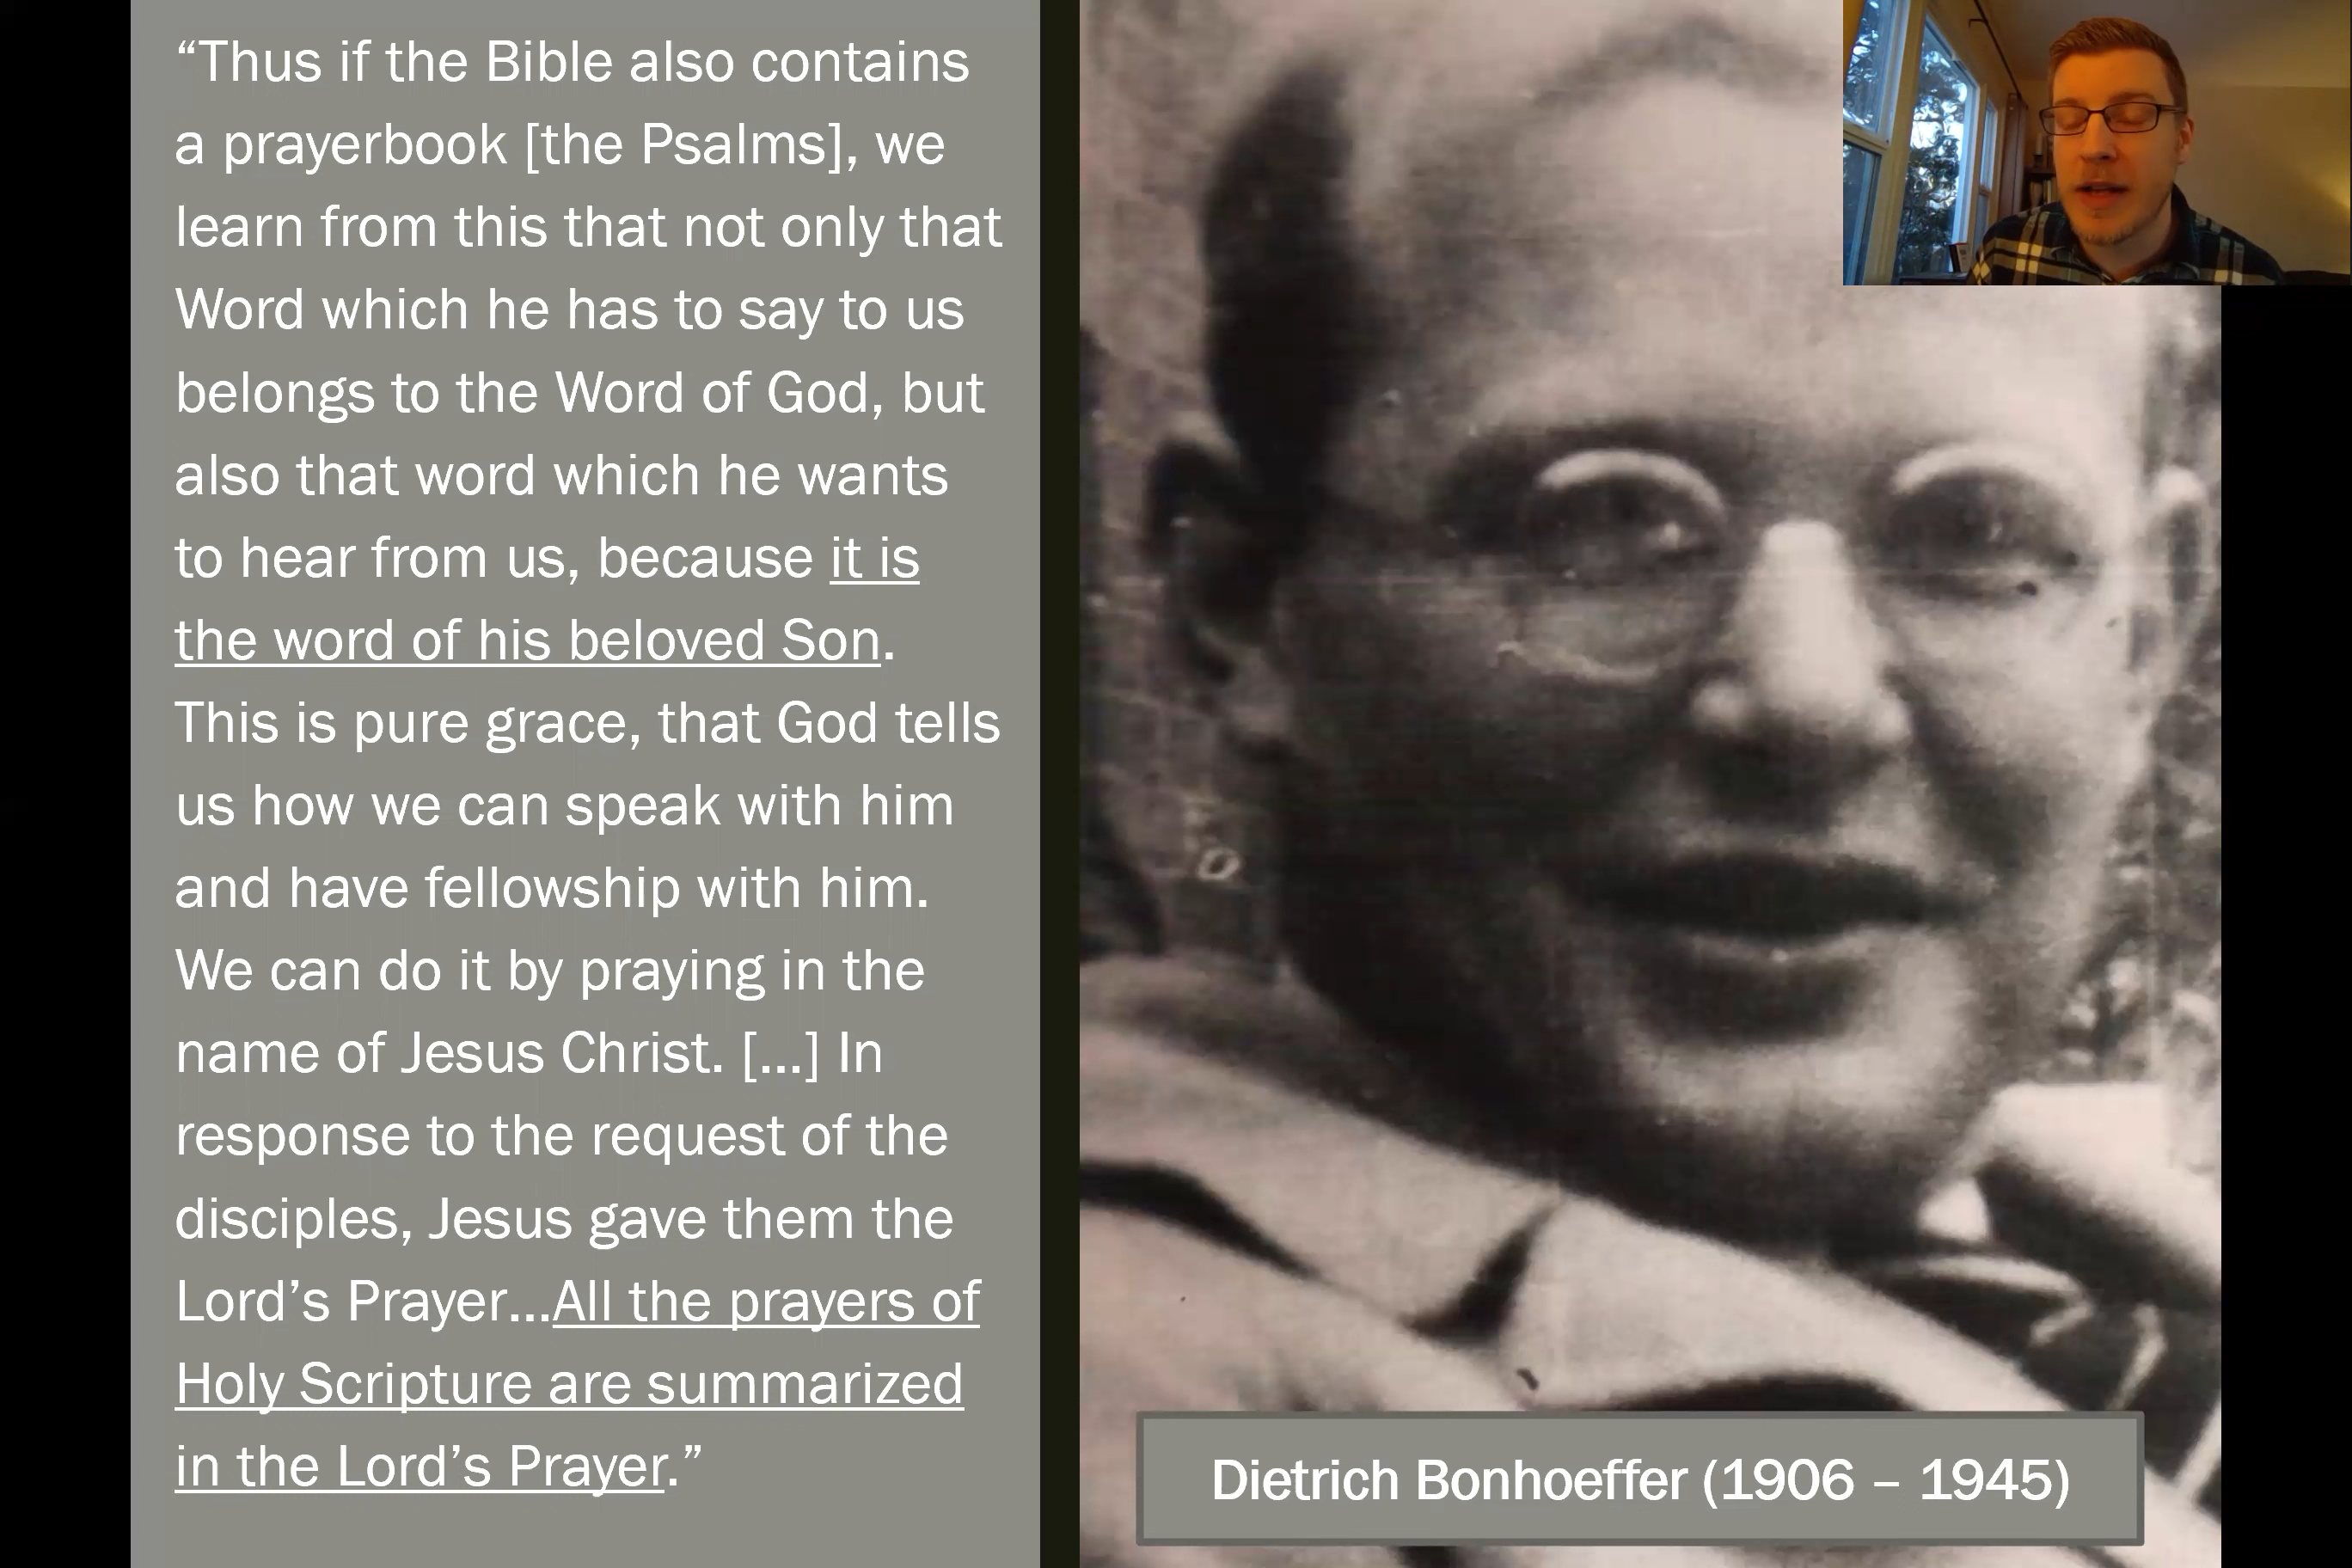 “Thus if the Bible also contains
a prayerbook [the Psalms], we
learn from this that not only that
Word which he has to say to us
belongs to the Word of God, but
also that word which he wants
to hear from us, because it is
the word of his beloved Son.
This is pure grace, that God tells
us how we can speak with him
and have fellowship with him.
We can do it by praying in the
name of Jesus Christ. [...] In
response to the request of the
disciples, Jesus gave them the
Lord’s Prayer...All the prayers of
Holy Scripture are summarized
in the Lord’s Prayer.”
Dietrich Bonhoeffer (1906 – 1945)